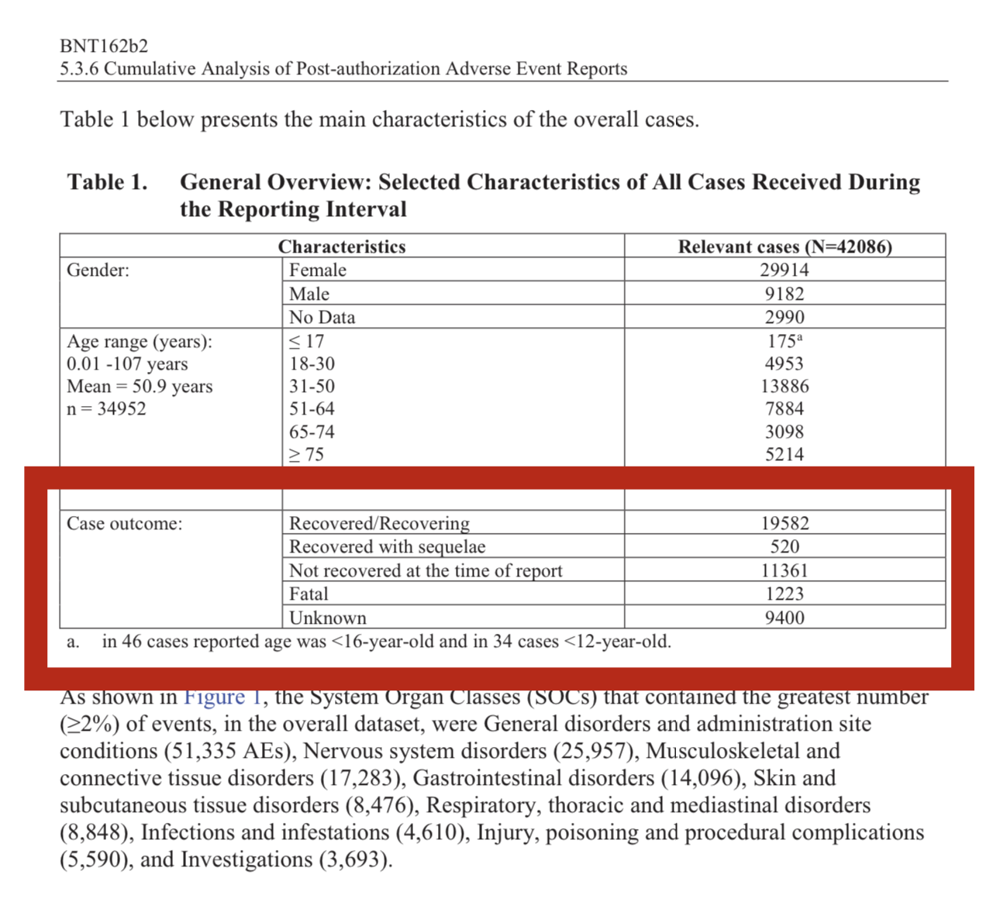 BNT162b2
5.3.6 Cumulative Analysis of Post-authorization Adverse Event Reports
Table 1 below presents the main characteristics of the overall cases.
Table 1. General Overview: Selected Characteristics of All Cases Received During
the Reporting Interval
Characteristics Relevant cases (N=42086)
Gender: Female 29914
Male 9182
No Data 2990
Age range (years): ≤ 17 175ᵃ
0.01 -107 years 18-30 4953
Mean = 50.9 years 31-50 13886
n = 34952 51-64 7884
65-74 3098
≥ 75 5214
Case outcome: Recovered/Recovering 19582
Recovered with sequelae 520
Not recovered at the time of report 11361
Fatal 1223
Unknown 9400
a. in 46 cases reported age was <16-year-old and in 34 cases <12-year-old.
As shown in Figure 1, the System Organ Classes (SOCs) that contained the greatest number
(≥2%) of events, in the overall dataset, were General disorders and administration site
conditions (51,335 AEs), Nervous system disorders (25,957), Musculoskeletal and
connective tissue disorders (17,283), Gastrointestinal disorders (14,096), Skin and
subcutaneous tissue disorders (8,476), Respiratory, thoracic and mediastinal disorders
(8,848), Infections and infestations (4,610), Injury, poisoning and procedural complications
(5,590), and Investigations (3,693).